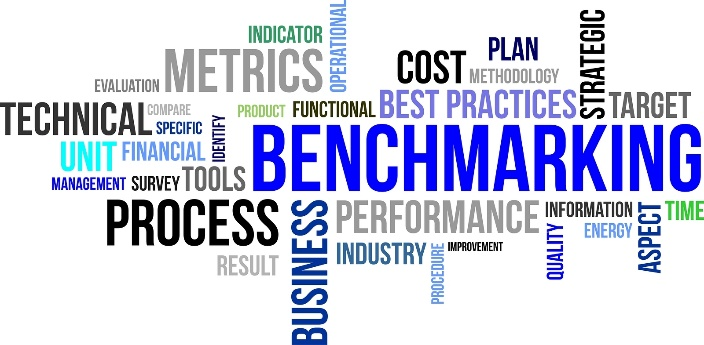 INDICATOR
OPERATIONAL
METRICS
COST
PLAN
STRATEGIC
EVALUATION
METHODOLOGY
TECHNICAL
COMPARE
PRODUCT
FUNCTIONAL
BEST PRACTICES
TARGET
SPECIFIC
IDENTIFY
UNIT
FINANCIAL
BENCHMARKING
MANAGEMENT
SURVEY
TOOLS
PROCESS
BUSINESS
PERFORMANCE
INFORMATION
ASPECT
TIME
RESULT
INDUSTRY
PROCEDURE
IMPROVEMENT
QUALITY
ENERGY